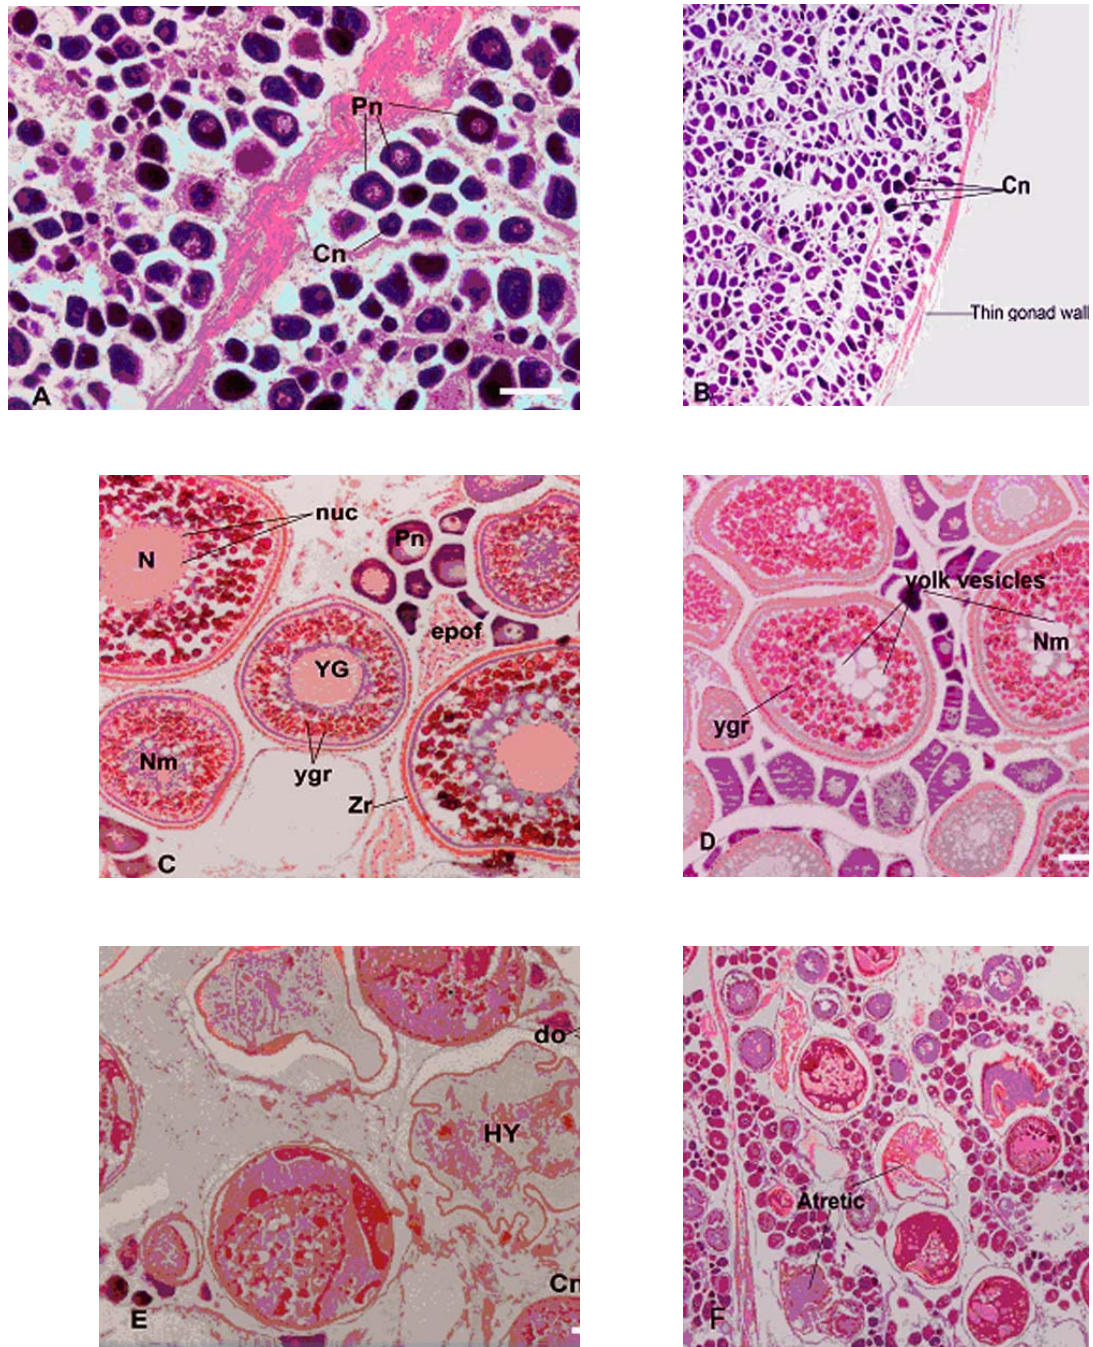 Pn
Cn
A
Cn
Thin gonad wall
B
nuc
N
Pn
epof
YG
Nm
ygr
Zr
C
yolk vesicles
Nm
ygr
D
do
HY
Cn
E
Atretic
F